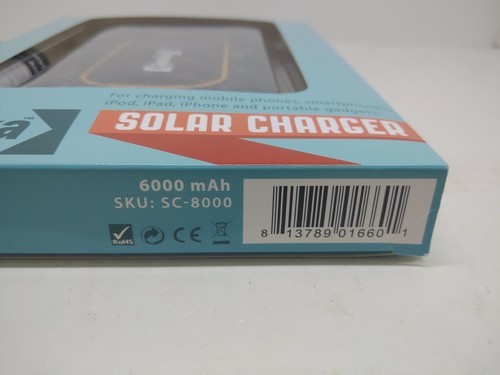 For charging mobile phones, smartphones,
iPod, iPad, iPhone and portable gadgets.
SOLAR CHARGER
6000 mAh
SKU: SC-8000
RoHS
CE
8 13789 01660 1